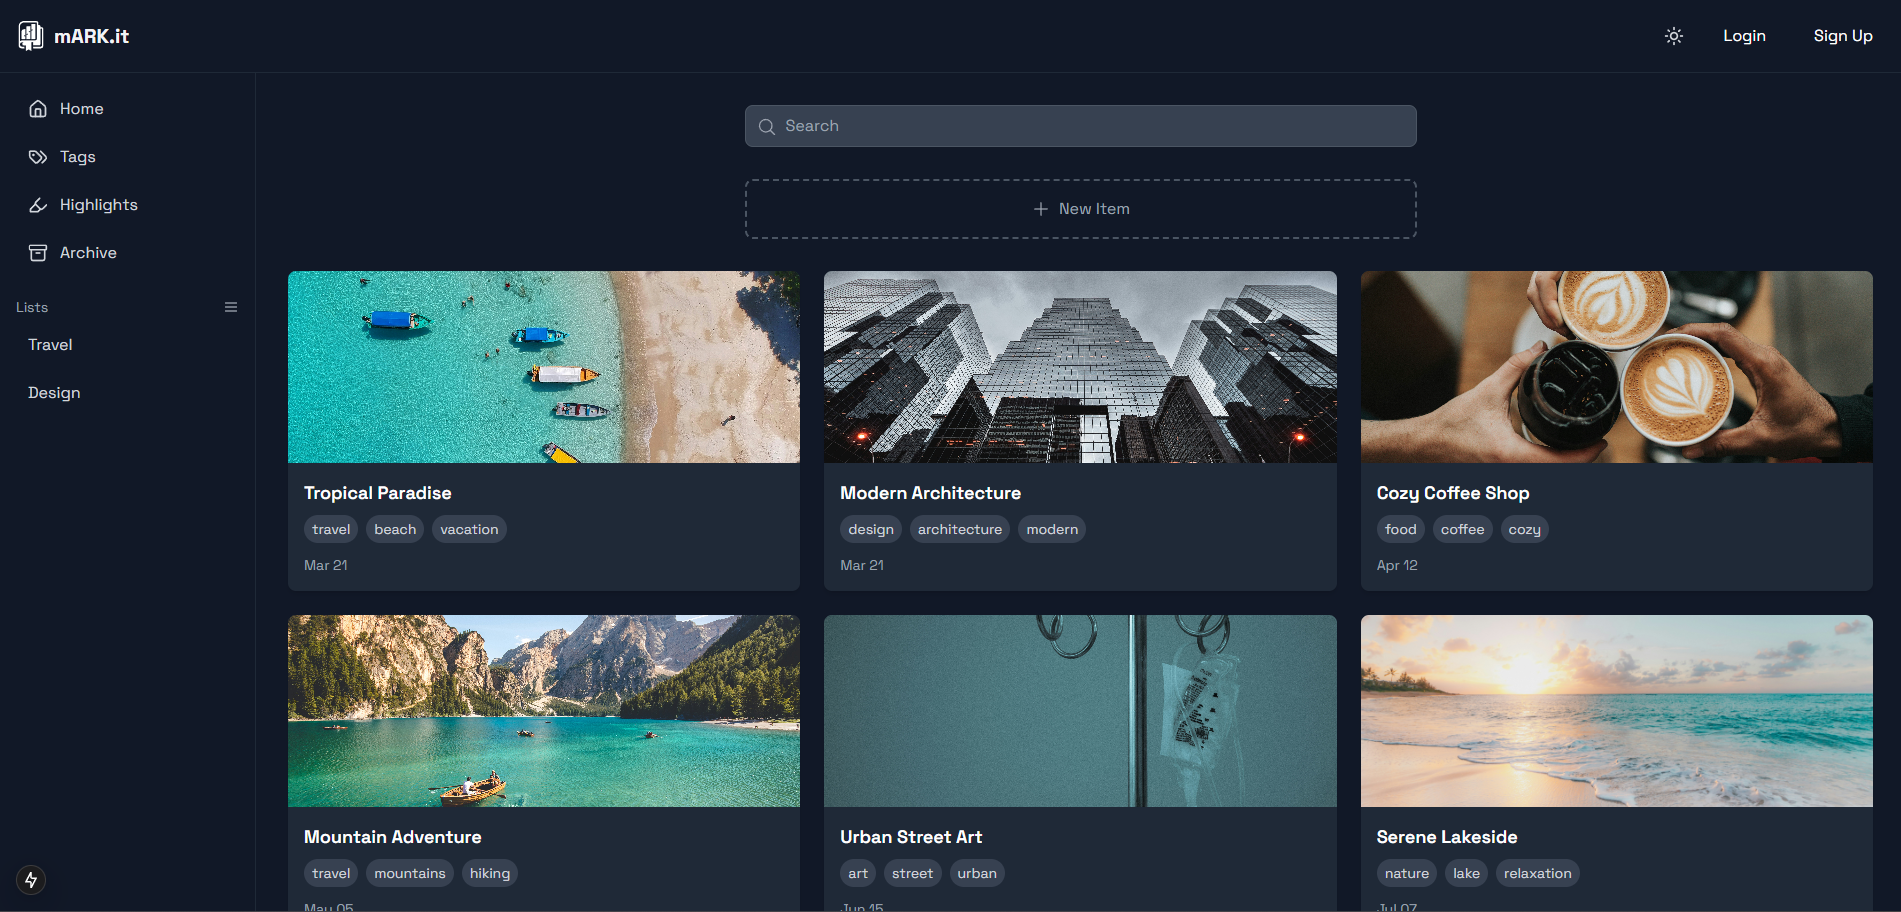 mARK.it
Login
Sign Up
Home
Tags
Highlights
Archive
Lists
Travel
Design
Search
New Item
Tropical Paradise
travel beach vacation
Mar 21
Modern Architecture
design architecture modern
Mar 21
Cozy Coffee Shop
food coffee cozy
Apr 12
Mountain Adventure
travel mountains hiking
May 05
Urban Street Art
art street urban
Jun 15
Serene Lakeside
nature lake relaxation
Jul 07